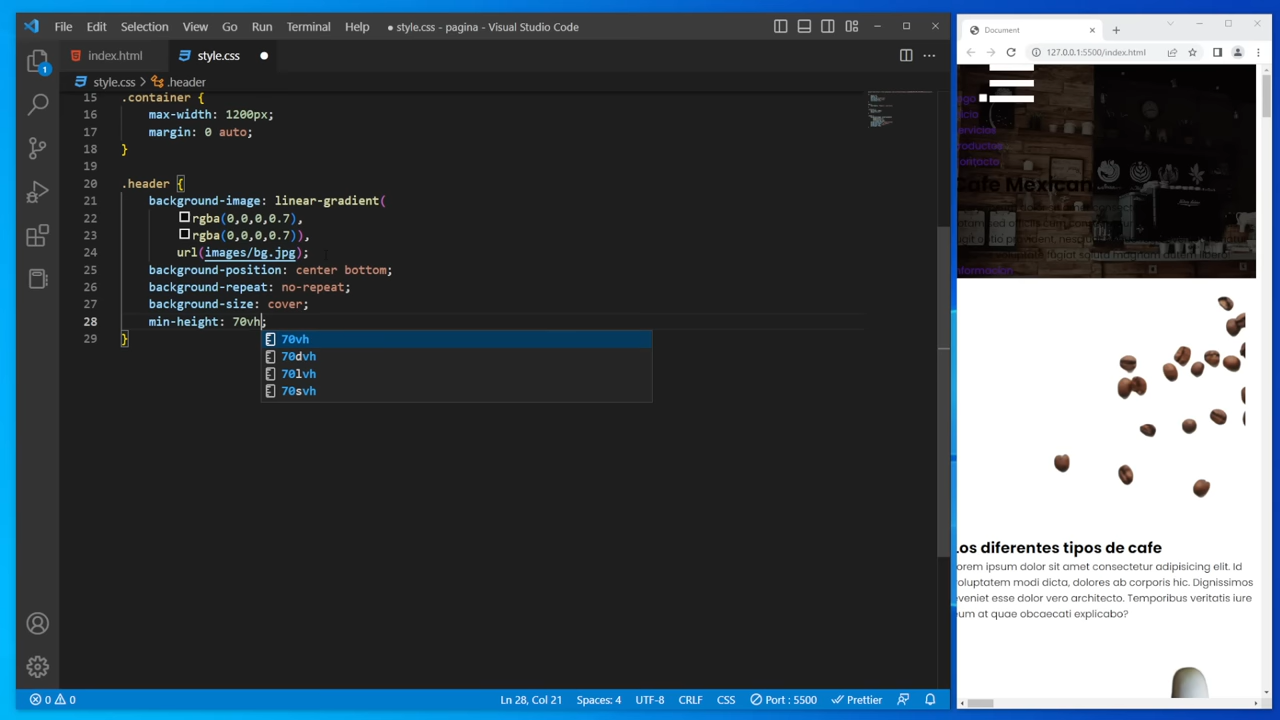 File Edit Selection View Go Run Terminal Help
● style.css - pagina - Visual Studio Code
index.html style.css
style.css > .header
15 .container {
16 max-width: 1200px;
17 margin: 0 auto;
18 }
19
20 .header {
21 background-image: linear-gradient(
22 rgba(0,0,0,0.7),
23 rgba(0,0,0,0.7)),
24 url(images/bg.jpg);
25 background-position: center bottom;
26 background-repeat: no-repeat;
27 background-size: cover;
28 min-height: 70vh;
29 }
70vh
70dvh
70lvh
70svh
1
0 0
Ln 28, Col 21 Spaces: 4 UTF-8 CRLF CSS Port : 5500 Prettier
Document
127.0.0.1:5500/index.html
Cafe Mexican
informacion
Los diferentes tipos de cafe
orem ipsum dolor sit amet consectetur adipisicing elit. Id
voluptatem modi dicta, dolores ab corporis hic. Dignissimos
eveniet esse dolor vero architecto. Temporibus veritatis iure
eum at quae obcaecati explicabo?